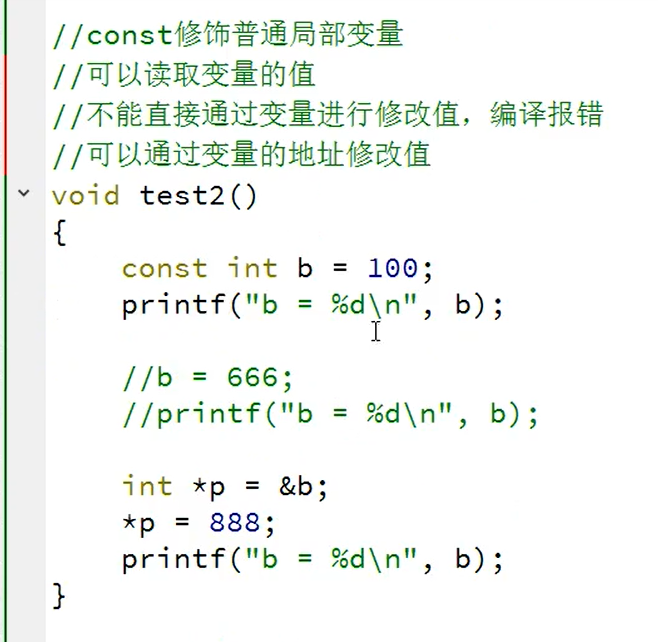 //const修饰普通局部变量
//可以读取变量的值
//不能直接通过变量进行修改值，编译报错
//可以通过变量的地址修改值
void test2()
{
    const int b = 100;
    printf("b = %d\n", b);
    //b = 666;
    //printf("b = %d\n", b);
    int *p = &b;
    *p = 888;
    printf("b = %d\n", b);
}